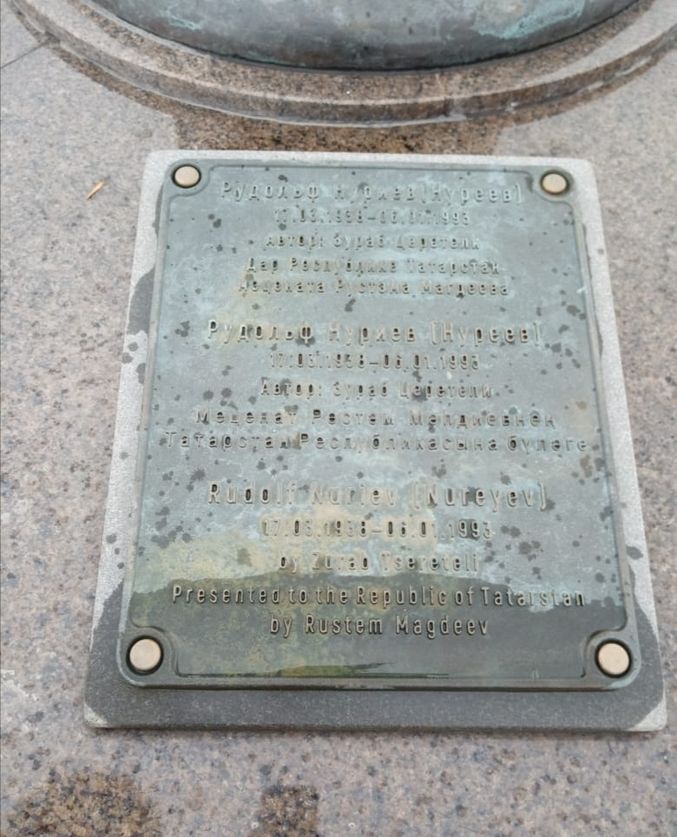 Рудольф Нуриев (Нуреев)
17.03.1938-06.01.1993
Автор: Зураб Церетели
Дар Республике Татарстан
мецената Рустэма Магдеева
Рудольф Нуриев (Нуреев)
17.03.1938-06.01.1993
Автор: Зураб Церетели
Меценат Рөстәм Мәһдиевнең
Татарстан Республикасына бүләге
Rudolf Nuriev (Nureyev)
17.03.1938-06.01.1993
by Zurab Tsereteli
Presented to the Republic of Tatarstan
by Rustem Magdeev